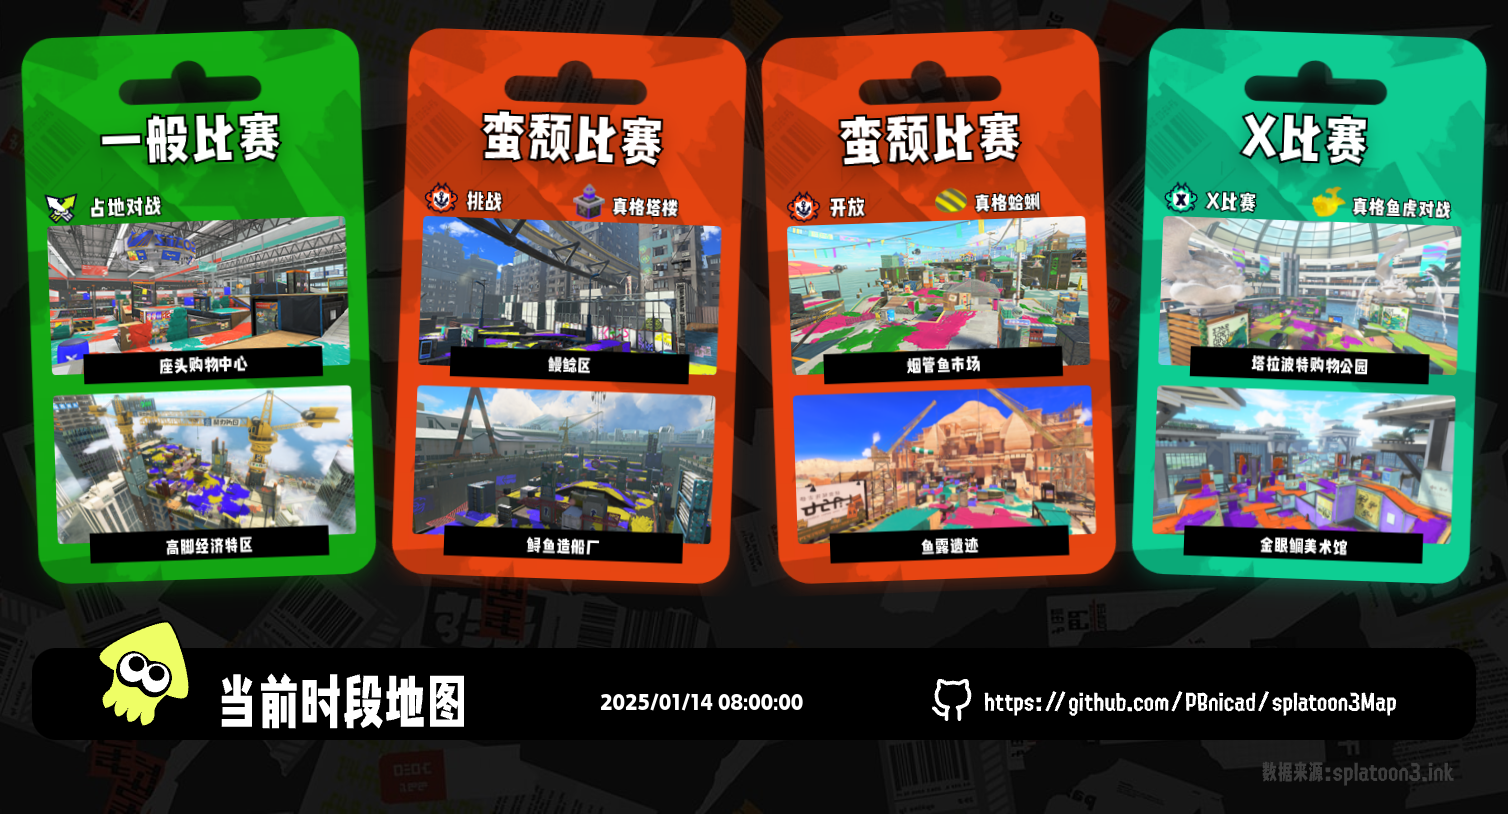 一般比赛
占地对战
座头购物中心
高脚经济特区
蛮颓比赛
挑战
真格塔楼
鳗鲶区
鲟鱼造船厂
蛮颓比赛
开放
真格蛤蜊
烟管鱼市场
鱼露遗迹
X比赛
X比赛
真格鱼虎对战
塔拉波特购物公园
金眼鲷美术馆
当前时段地图
2025/01/14 08:00:00
https://github.com/PBnicad/splatoon3Map
数据来源:splatoon3.ink